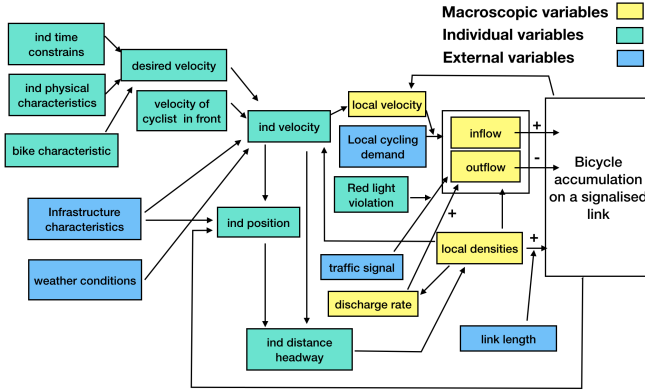 Macroscopic variables
Individual variables
External variables
ind time
constrains
desired velocity
ind physical
characteristics
bike characteristic
velocity of
cyclist in front
ind velocity
local velocity
Local cycling
demand
inflow
outflow
+
-
Bicycle
accumulation
on a signalised
link
Red light
violation
+
Infrastructure
characteristics
ind position
weather conditions
traffic signal
local densities
+
discharge rate
link length
ind distance
headway